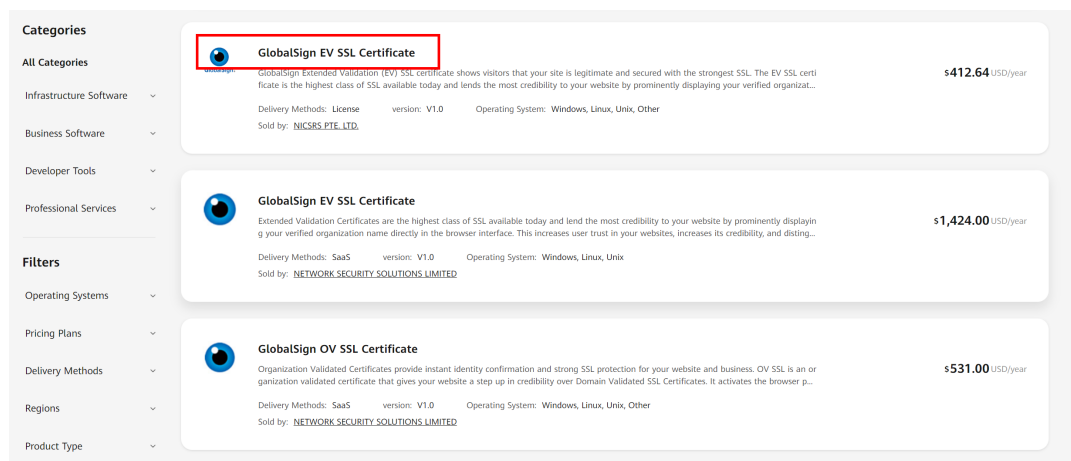 Categories
All Categories
Infrastructure Software
Business Software
Developer Tools
Professional Services
Filters
Operating Systems
Pricing Plans
Delivery Methods
Regions
Product Type
GlobalSign EV SSL Certificate
GlobalSign Extended Validation (EV) SSL certificate shows visitors that your site is legitimate and secured with the strongest SSL. The EV SSL certi
ficate is the highest class of SSL available today and lends the most credibility to your website by prominently displaying your verified organizat...
Delivery Methods: License version: V1.0 Operating System: Windows, Linux, Unix, Other
Sold by: NICSRS PTE. LTD.
$412.64 USD/year
GlobalSign EV SSL Certificate
Extended Validation Certificates are the highest class of SSL available today and lend the most credibility to your website by prominently displayin
g your verified organization name directly in the browser interface. This increases user trust in your websites, increases its credibility, and disting...
Delivery Methods: SaaS version: V1.0 Operating System: Windows, Linux, Unix
Sold by: NETWORK SECURITY SOLUTIONS LIMITED
$1,424.00 USD/year
GlobalSign OV SSL Certificate
Organization Validated Certificates provide instant identity confirmation and strong SSL protection for your website and business. OV SSL is an or
ganization validated certificate that gives your website a step up in credibility over Domain Validated SSL Certificates. It activates the browser p...
Delivery Methods: SaaS version: V1.0 Operating System: Windows, Linux, Unix, Other
Sold by: NETWORK SECURITY SOLUTIONS LIMITED
$531.00 USD/year